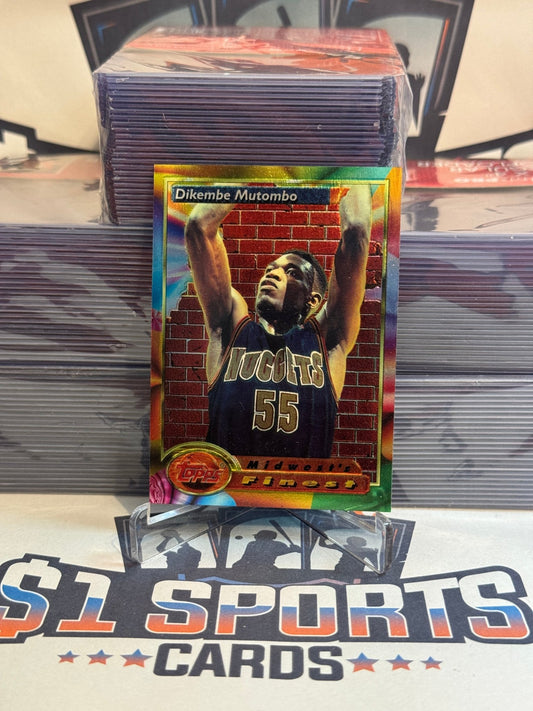 Dikembe Mutombo
NUGGETS
55
Topps
Midwest's
Finest
$1 SPORTS
CARDS